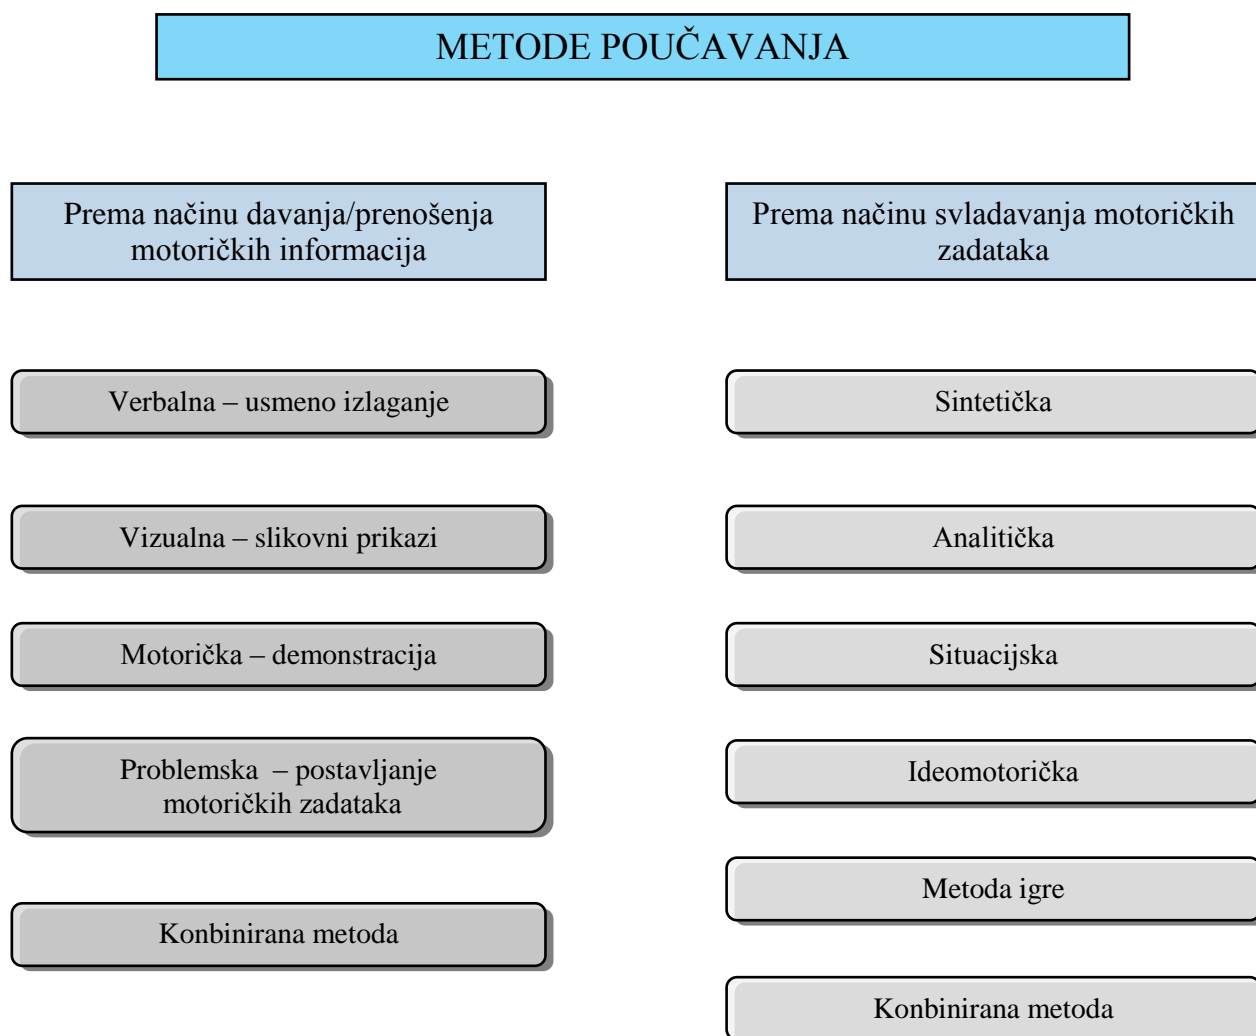 METODE POUČAVANJA
Prema načinu davanja/prenošenja
motoričkih informacija
Verbalna – usmeno izlaganje
Vizualna – slikovni prikazi
Motorička – demonstracija
Problemska – postavljanje
motoričkih zadataka
Konbinirana metoda
Prema načinu svladavanja motoričkih
zadataka
Sintetička
Analitička
Situacijska
Ideomotorička
Metoda igre
Konbinirana metoda